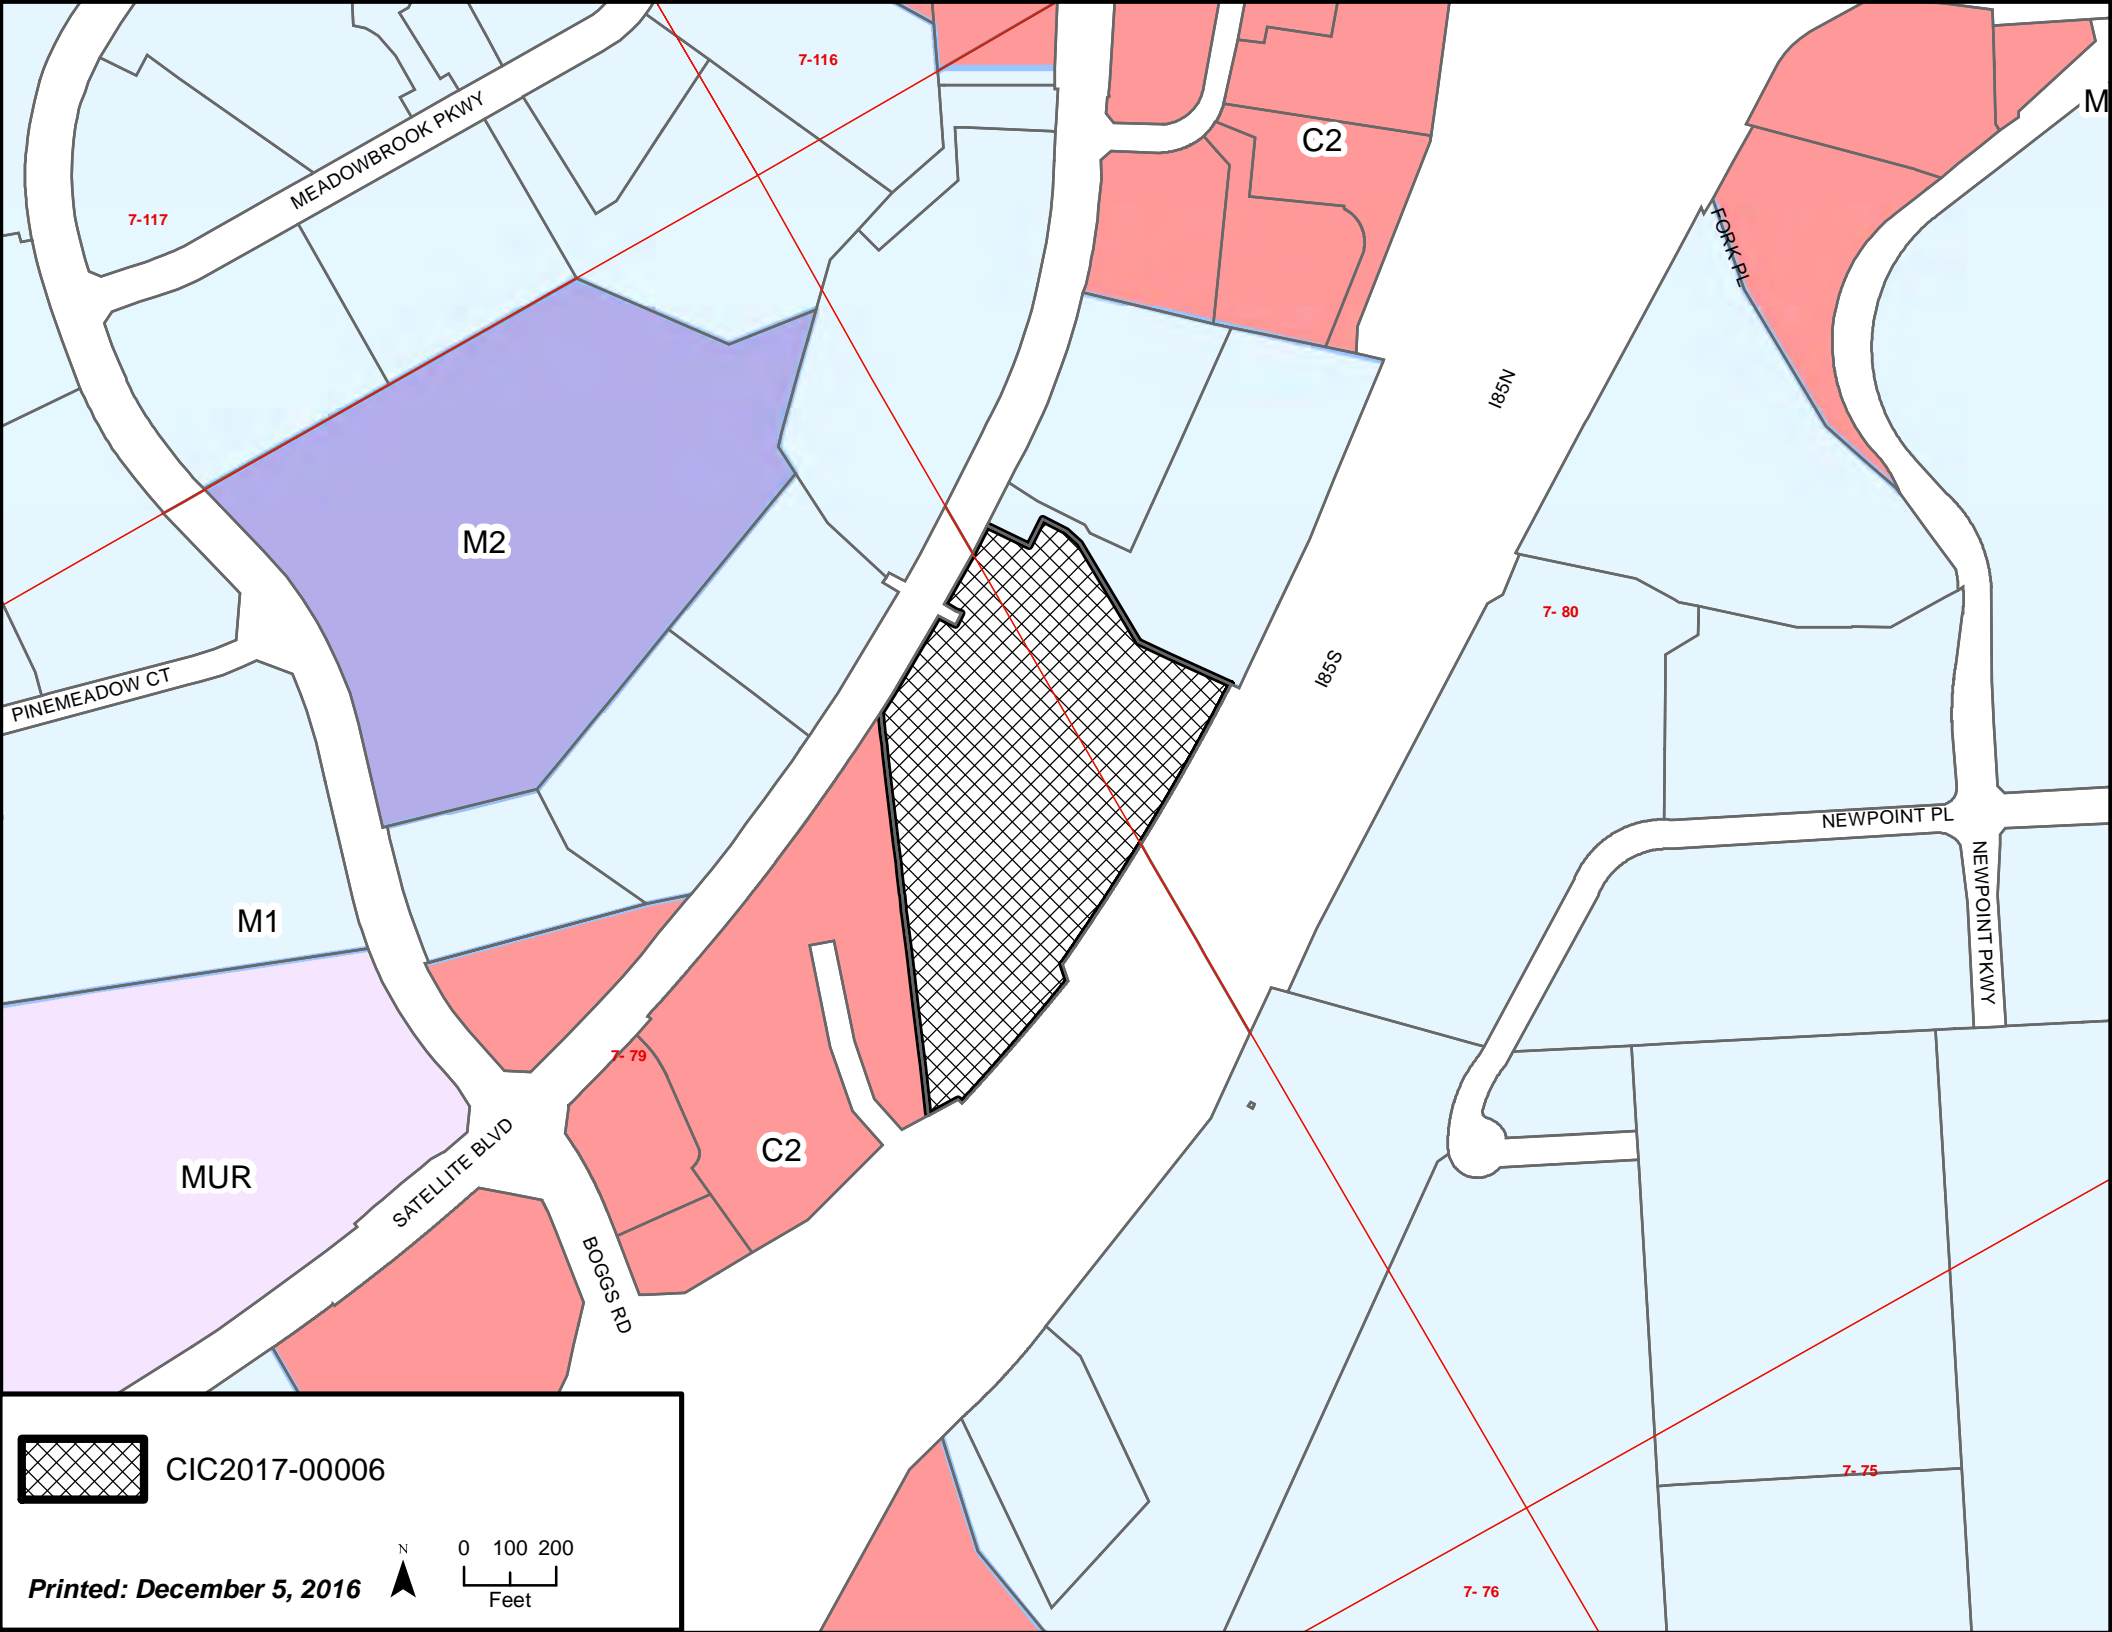 7-116
M
C2
MEADOWBROOK PKWY
7-117
FORK PL
I85N
M2
7- 80
I85S
PINEMEADOW CT
NEWPOINT PL
M1
NEWPOINT PKWY
7- 79
C2
MUR
SATELLITE BLVD
BOGGS RD
CIC2017-00006
7- 75
N
0 100 200
Feet
Printed: December 5, 2016
7- 76